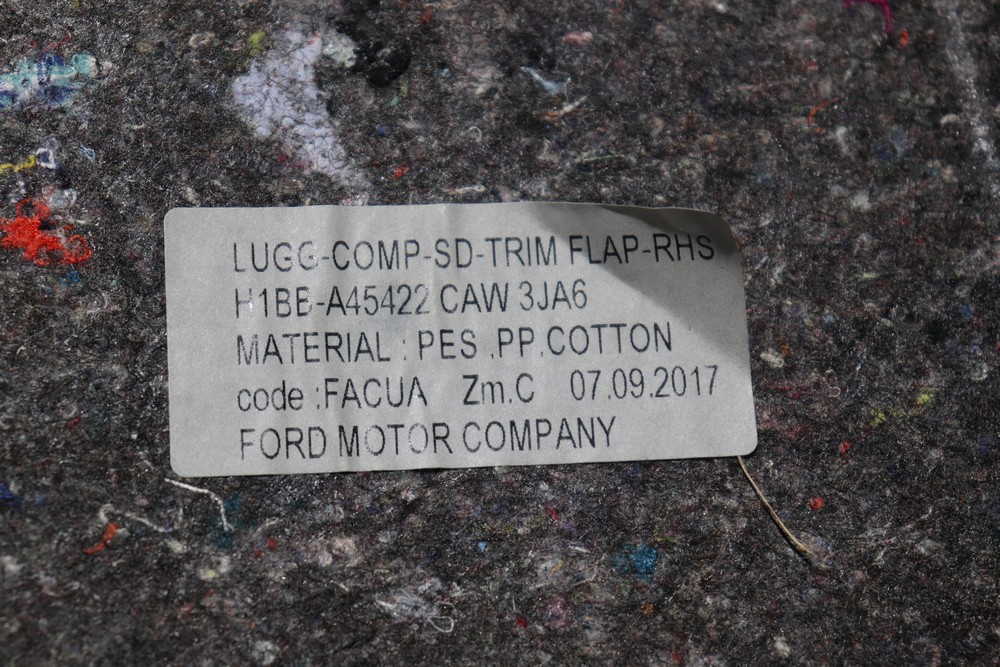 LUGG-COMP-SD-TRIM FLAP-RHS
H1BB-A45422 CAW 3JA6
MATERIAL : PES .PP.COTTON
code :FACUA Zm.C 07.09.2017
FORD MOTOR COMPANY